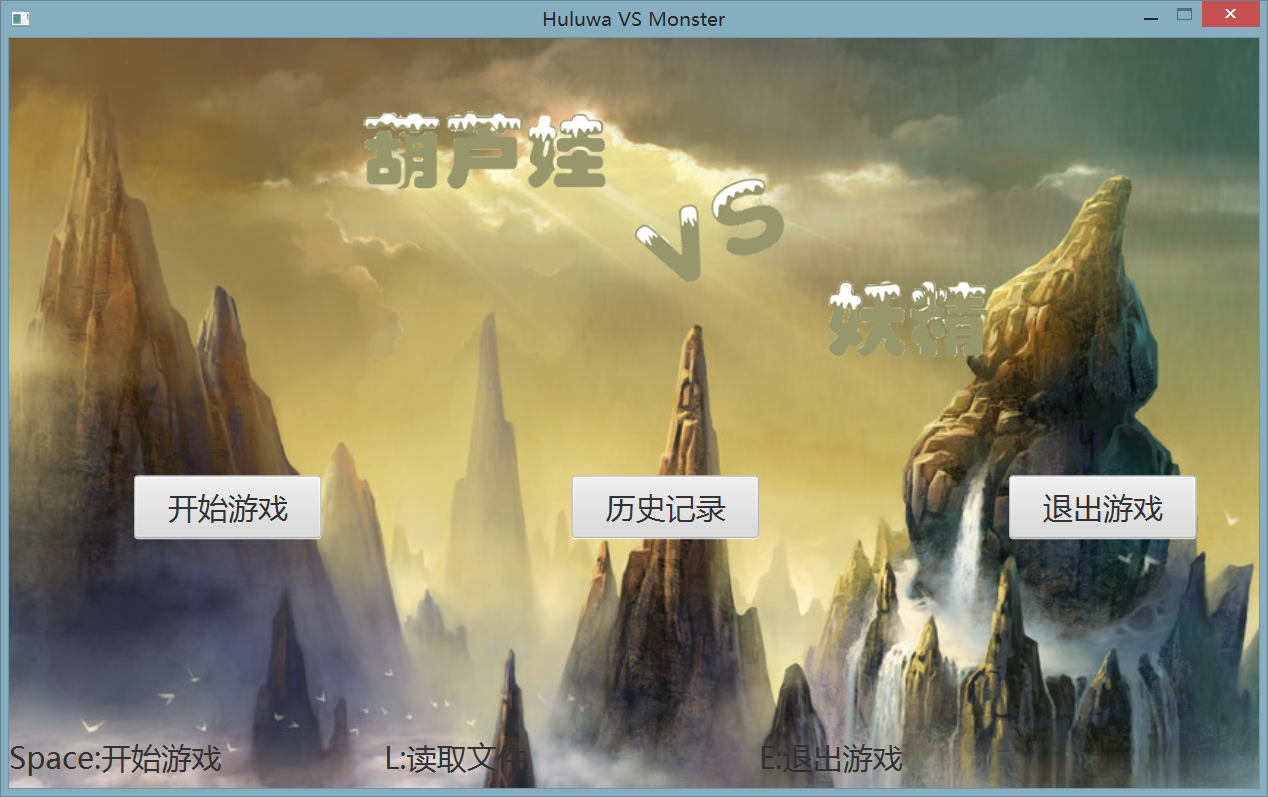 Huluwa VS Monster
葫芦娃
VS
妖精
开始游戏
历史记录
退出游戏
Space:开始游戏
L:读取文件
E:退出游戏